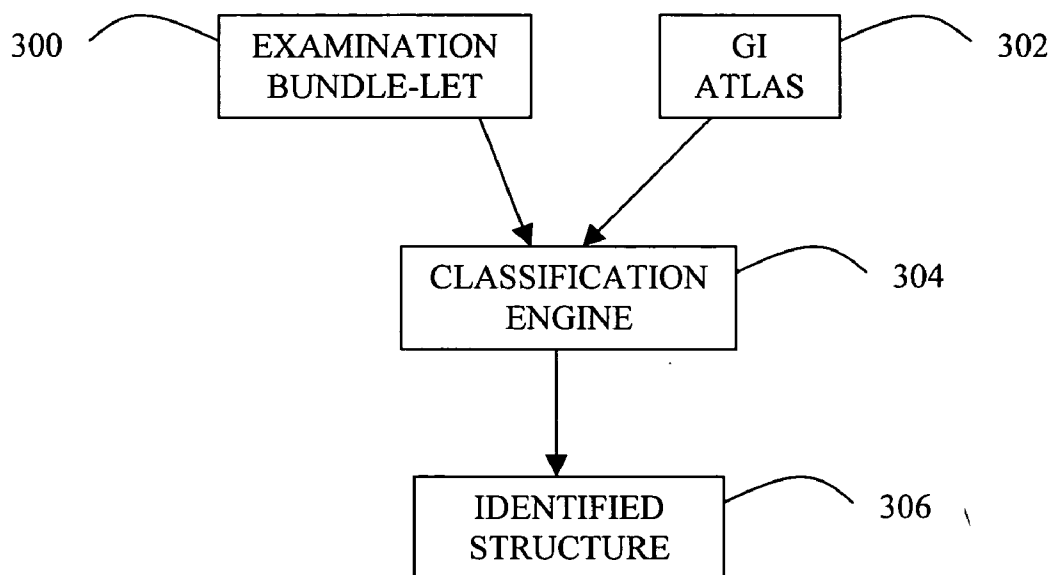 300
EXAMINATION
BUNDLE-LET
GI
ATLAS
302
CLASSIFICATION
ENGINE
304
IDENTIFIED
STRUCTURE
306